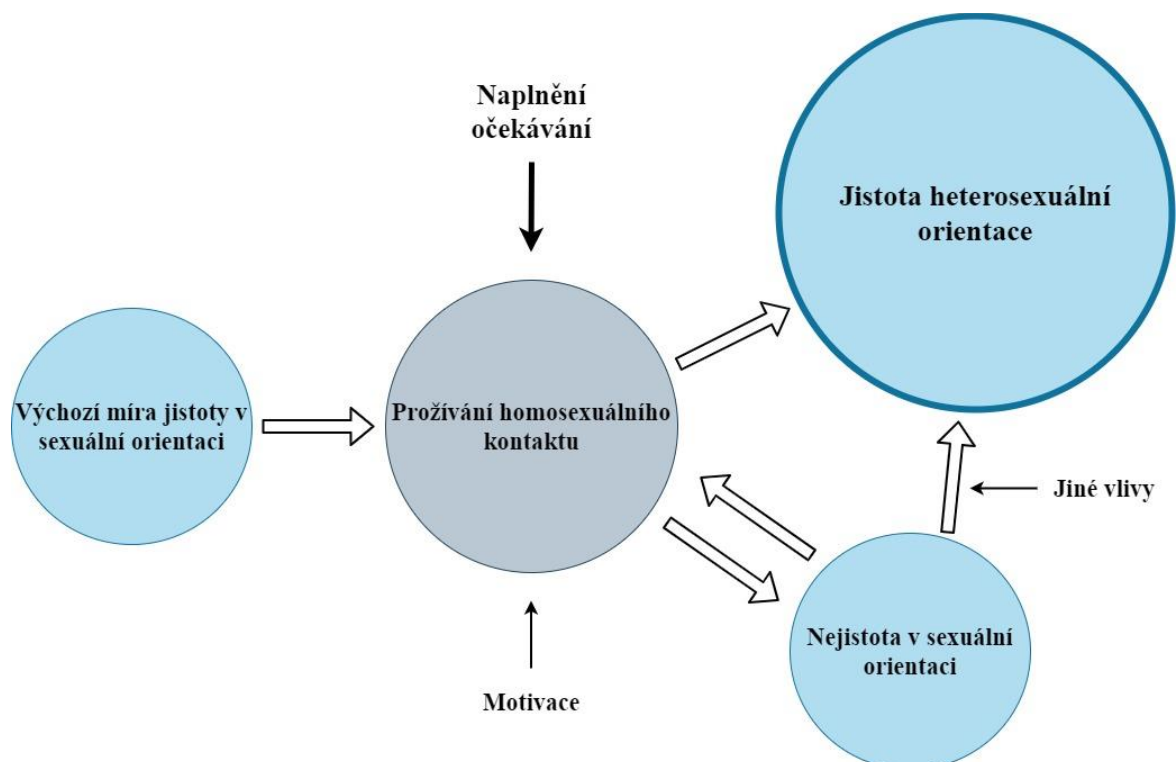 Naplnění
očekávání
Jistota heterosexuální
orientace
Výchozí míra jistoty v
sexuální orientaci
Prožívání homosexuálního
kontaktu
Jiné vlivy
Nejistota v sexuální
orientaci
Motivace